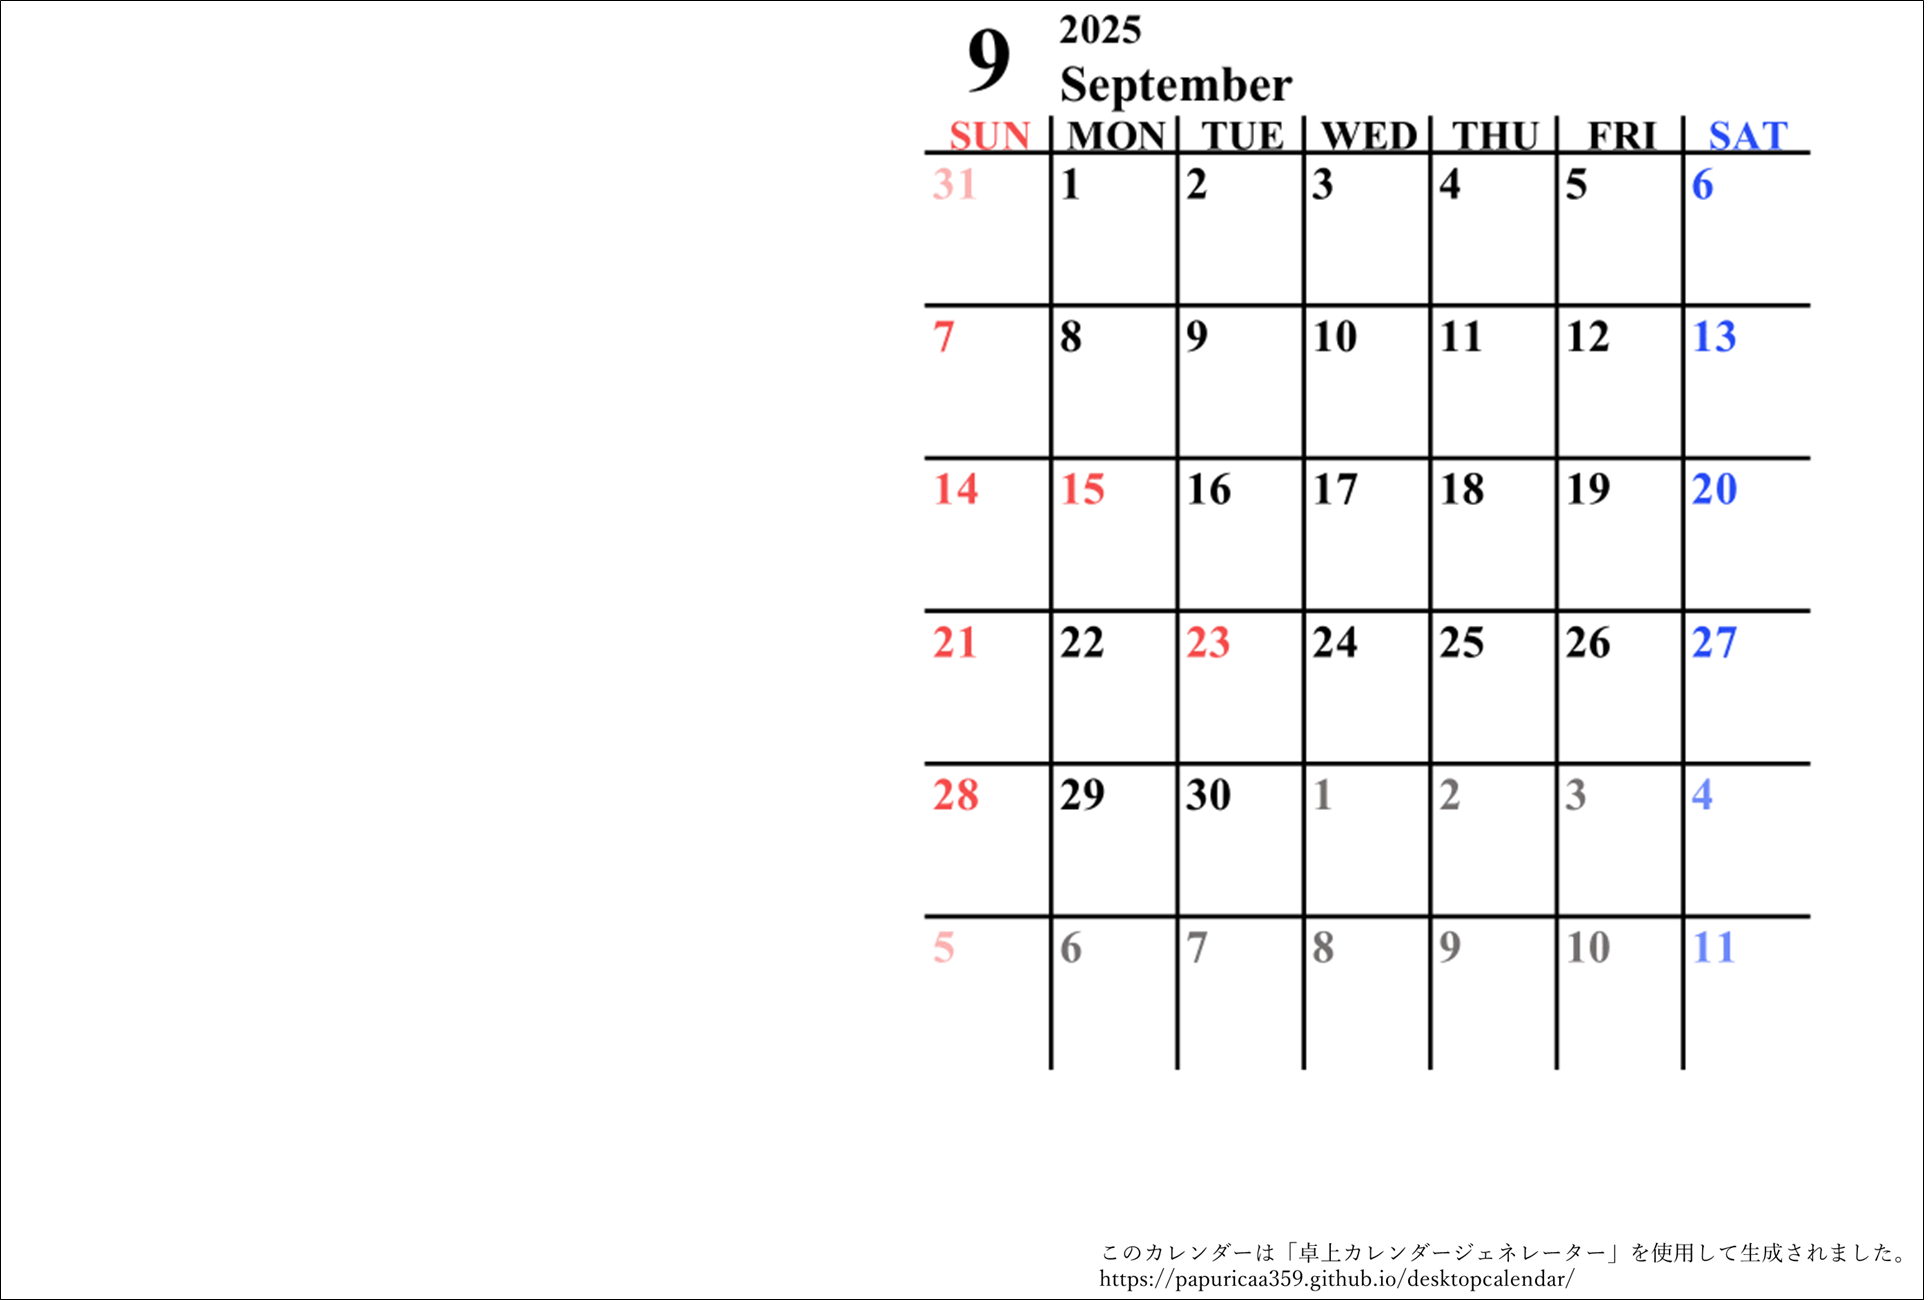 9
2025
September
SUN MON TUE WED THU FRI SAT
31 1 2 3 4 5 6
7 8 9 10 11 12 13
14 15 16 17 18 19 20
21 22 23 24 25 26 27
28 29 30 1 2 3 4
5 6 7 8 9 10 11
このカレンダーは「卓上カレンダージェネレーター」を使用して生成されました。
https://papuricaa359.github.io/desktopcalendar/